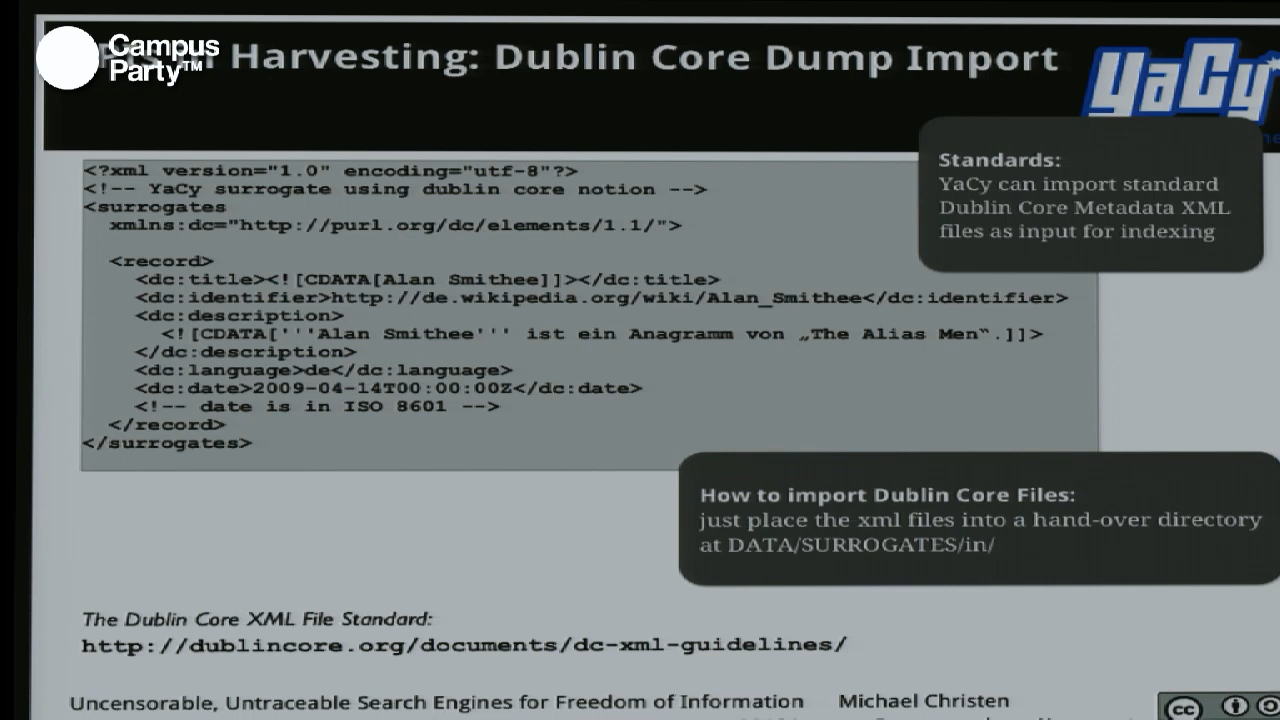 Campus
Party™
Harvesting: Dublin Core Dump Import
YaCy
Standards:
YaCy can import standard
Dublin Core Metadata XML
files as input for indexing
<?xml version="1.0" encoding="utf-8"?>
<!-- YaCy surrogate using dublin core notion -->
<surrogates
xmlns:dc="http://purl.org/dc/elements/1.1/">
<record>
<dc:title><![CDATA[Alan Smithee]]></dc:title>
<dc:identifier>http://de.wikipedia.org/wiki/Alan_Smithee</dc:identifier>
<dc:description>
<![CDATA['''Alan Smithee''' ist ein Anagramm von „The Alias Men“.]]>
</dc:description>
<dc:language>de</dc:language>
<dc:date>2009-04-14T00:00:00Z</dc:date>
<!-- date is in ISO 8601 -->
</record>
</surrogates>
How to import Dublin Core Files:
just place the xml files into a hand-over directory
at DATA/SURROGATES/in/
The Dublin Core XML File Standard:
http://dublincore.org/documents/dc-xml-guidelines/
Uncensorable, Untraceable Search Engines for Freedom of Information
Michael Christen
cc